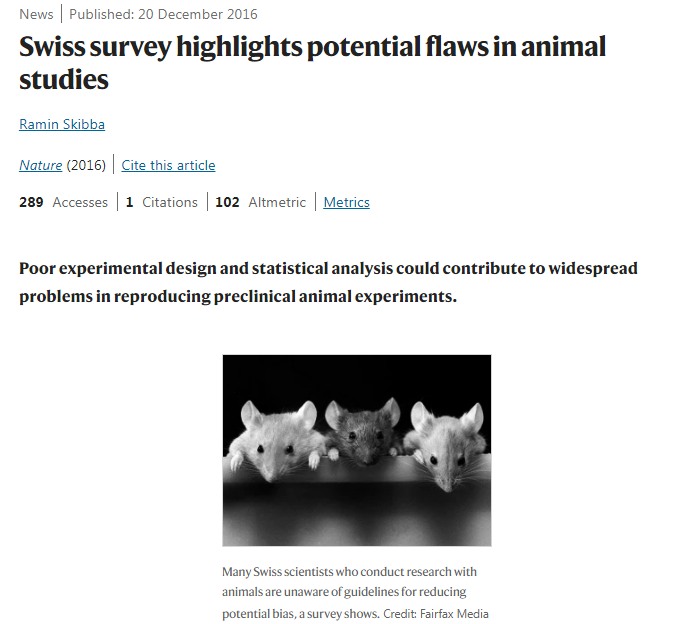 News | Published: 20 December 2016
Swiss survey highlights potential flaws in animal
studies
Ramin Skibba
Nature (2016) | Cite this article
289 Accesses | 1 Citations | 102 Altmetric | Metrics
Poor experimental design and statistical analysis could contribute to widespread
problems in reproducing preclinical animal experiments.
Many Swiss scientists who conduct research with
animals are unaware of guidelines for reducing
potential bias, a survey shows. Credit: Fairfax Media